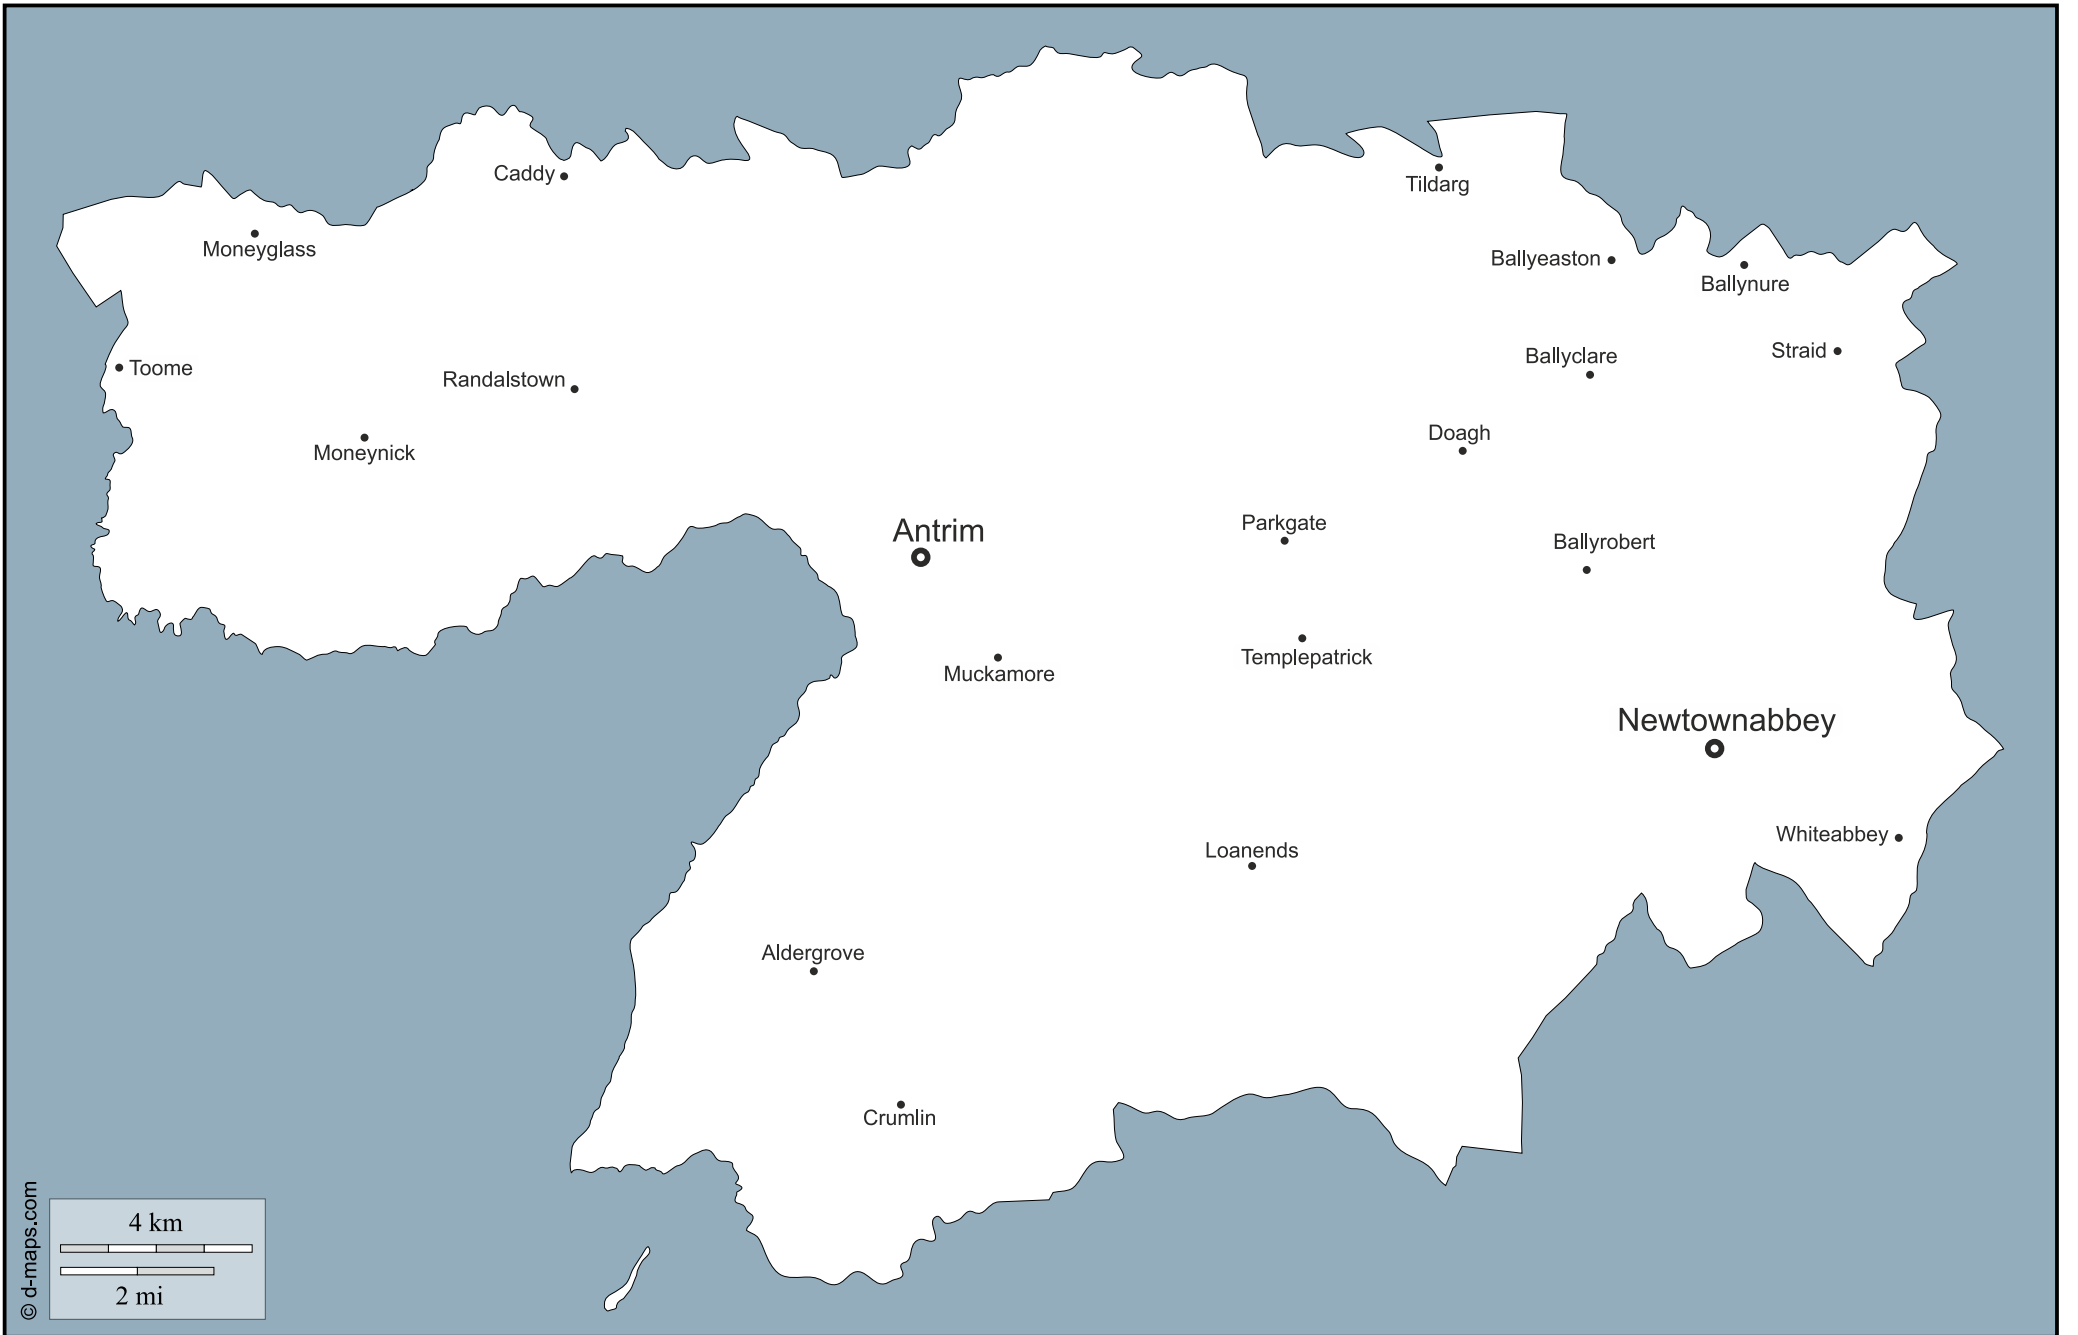 Caddy
Tildarg
Moneyglass
Ballyeaston
Ballynure
Toome
Randalstown
Ballyclare
Straid
Moneynick
Doagh
Antrim
Parkgate
Ballyrobert
Muckamore
Templepatrick
Newtownabbey
Whiteabbey
Loanends
Aldergrove
Crumlin
4 km
2 mi
© d-maps.com